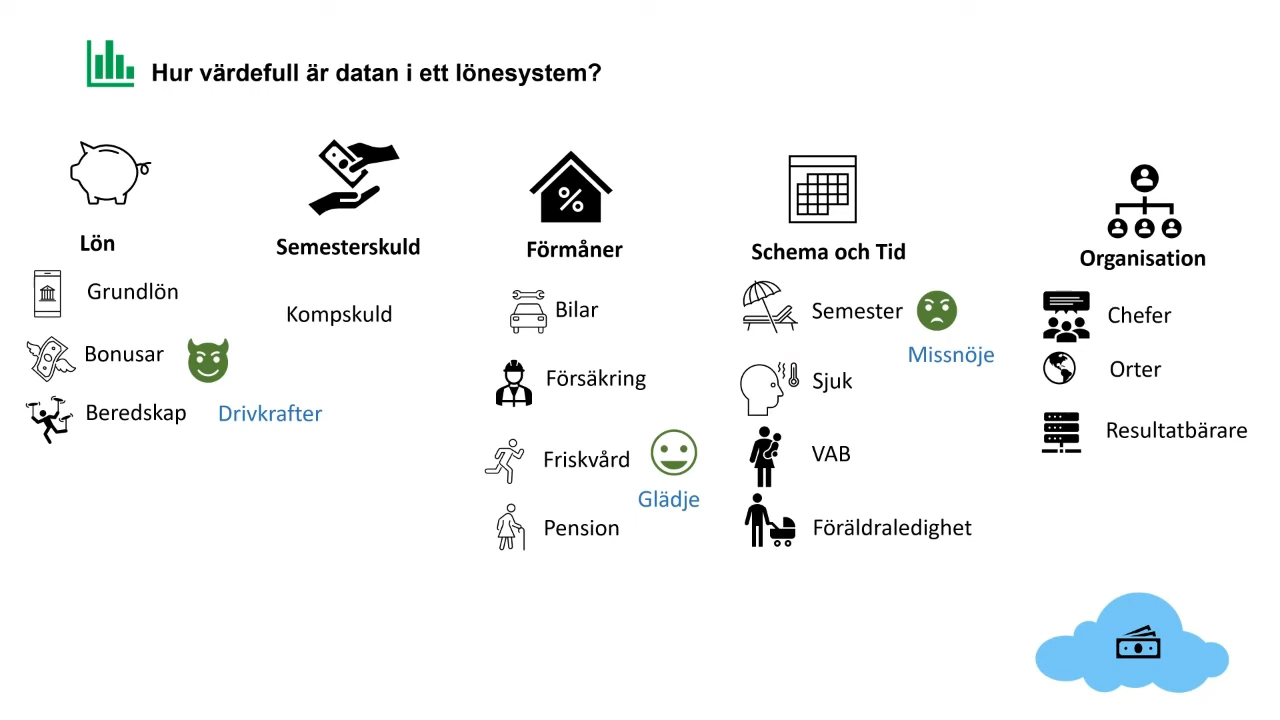 Hur värdefull är datan i ett lönesystem?
Lön
Grundlön
Bonusar
Beredskap
Drivkrafter
Semesterskuld
Kompskuld
Förmåner
Bilar
Försäkring
Friskvård
Glädje
Pension
Schema och Tid
Semester
Missnöje
Sjuk
VAB
Föräldraledighet
Organisation
Chefer
Orter
Resultatbärare